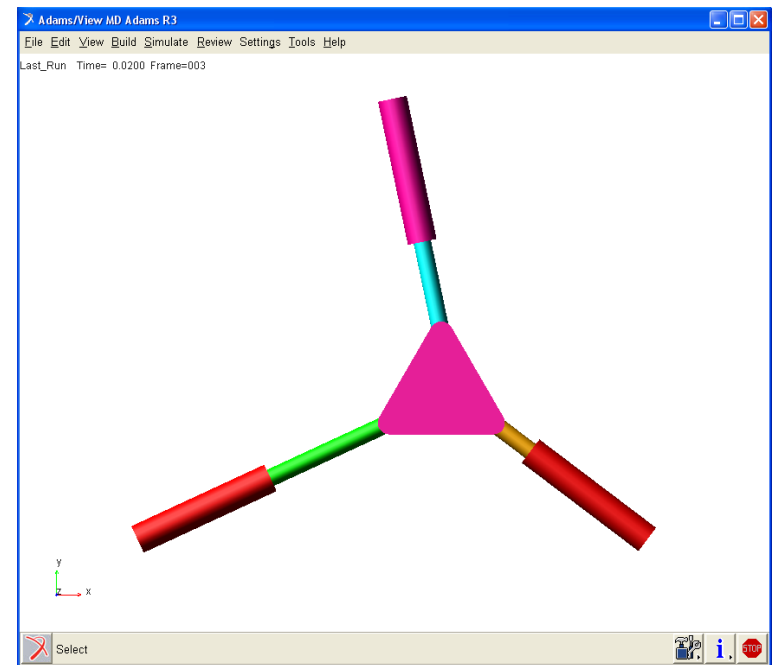 Adams/View MD Adams R3
File Edit View Build Simulate Review Settings Tools Help
Last_Run Time= 0.0200 Frame=003
y
z x
Select
i
STOP